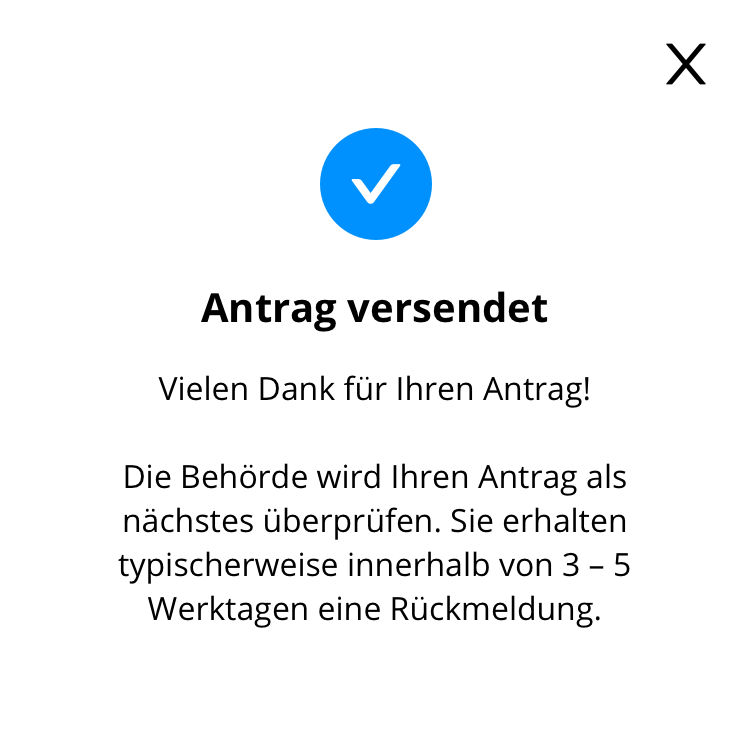 X
Antrag versendet
Vielen Dank für Ihren Antrag!
Die Behörde wird Ihren Antrag als
nächstes überprüfen. Sie erhalten
typischerweise innerhalb von 3 – 5
Werktagen eine Rückmeldung.